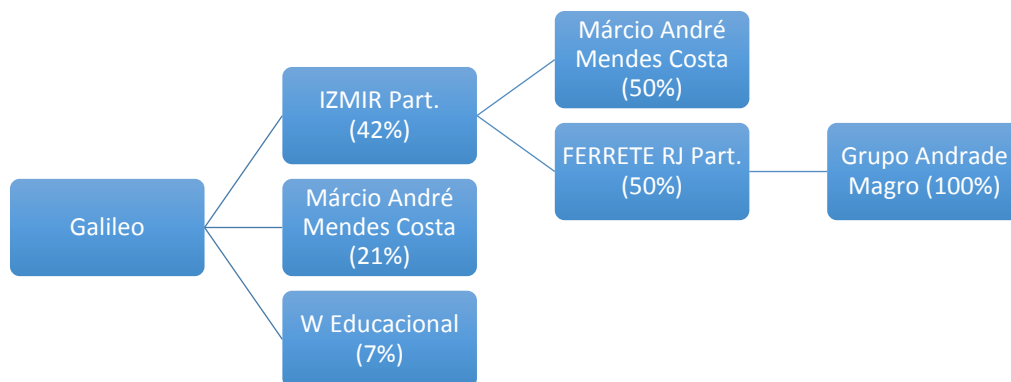 Galileo
IZMIR Part.
(42%)
Márcio André
Mendes Costa
(21%)
W Educacional
(7%)
Márcio André
Mendes Costa
(50%)
FERRETE RJ Part.
(50%)
Grupo Andrade
Magro (100%)